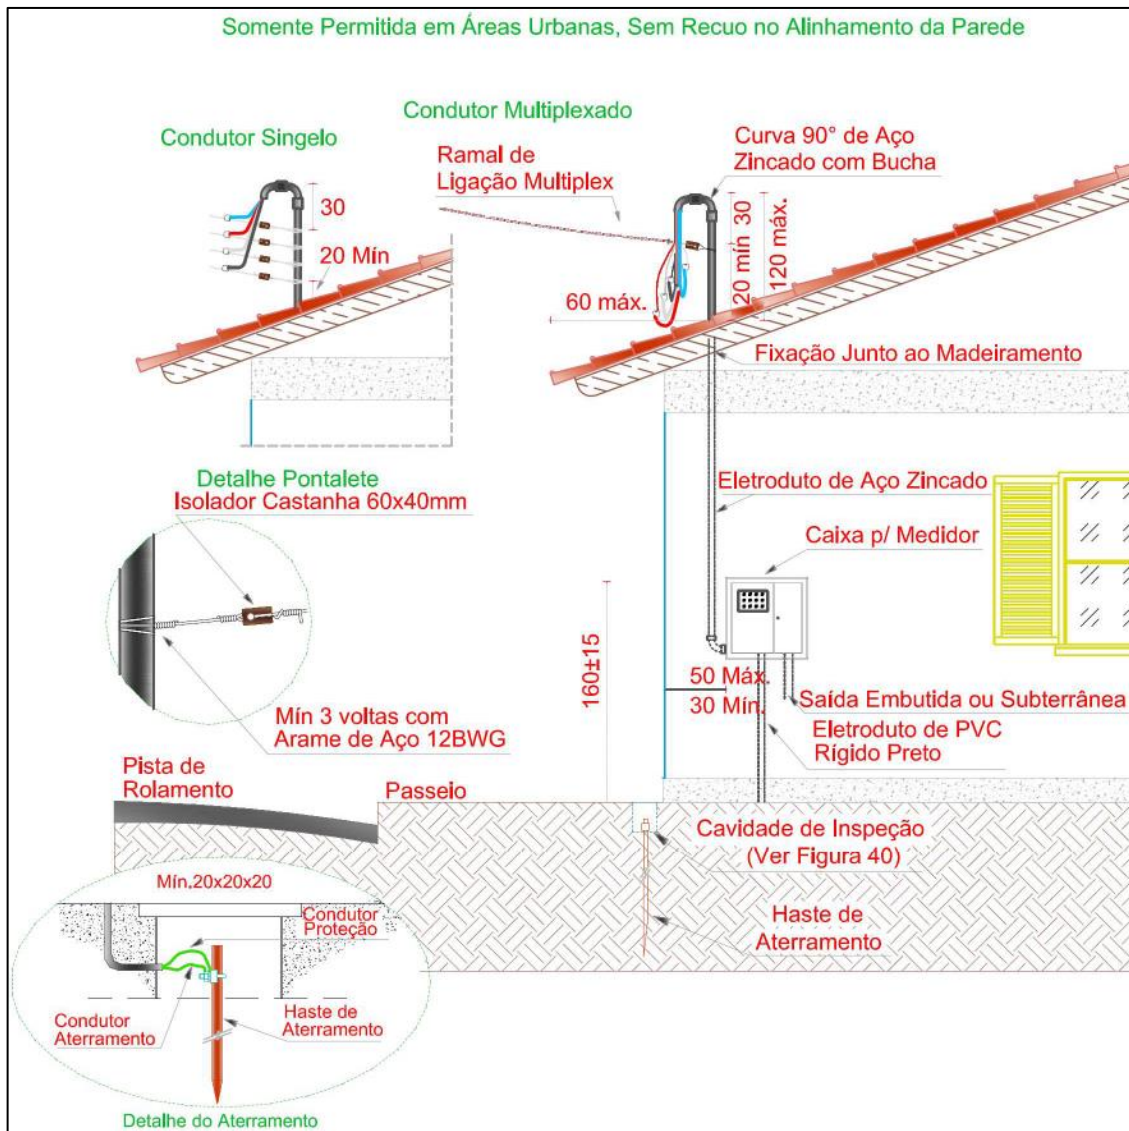 Somente Permitida em Áreas Urbanas, Sem Recuo no Alinhamento da Parede
Condutor Singelo
Condutor Multiplexado
Ramal de
Ligação Multiplex
Curva 90° de Aço
Zincado com Bucha
30
20 Mín
30
20 mín
120 máx.
60 máx.
Fixação Junto ao Madeiramento
Detalhe Pontalete
Isolador Castanha 60x40mm
Eletroduto de Aço Zincado
Caixa p/ Medidor
160±15
50 Máx.
30 Mín.
Saída Embutida ou Subterrânea
Eletroduto de PVC
Rígido Preto
Mín 3 voltas com
Arame de Aço 12BWG
Pista de
Rolamento
Passeio
Cavidade de Inspeção
(Ver Figura 40)
Haste de
Aterramento
Mín.20x20x20
Condutor
Proteção
Condutor
Aterramento
Haste de
Aterramento
Detalhe do Aterramento